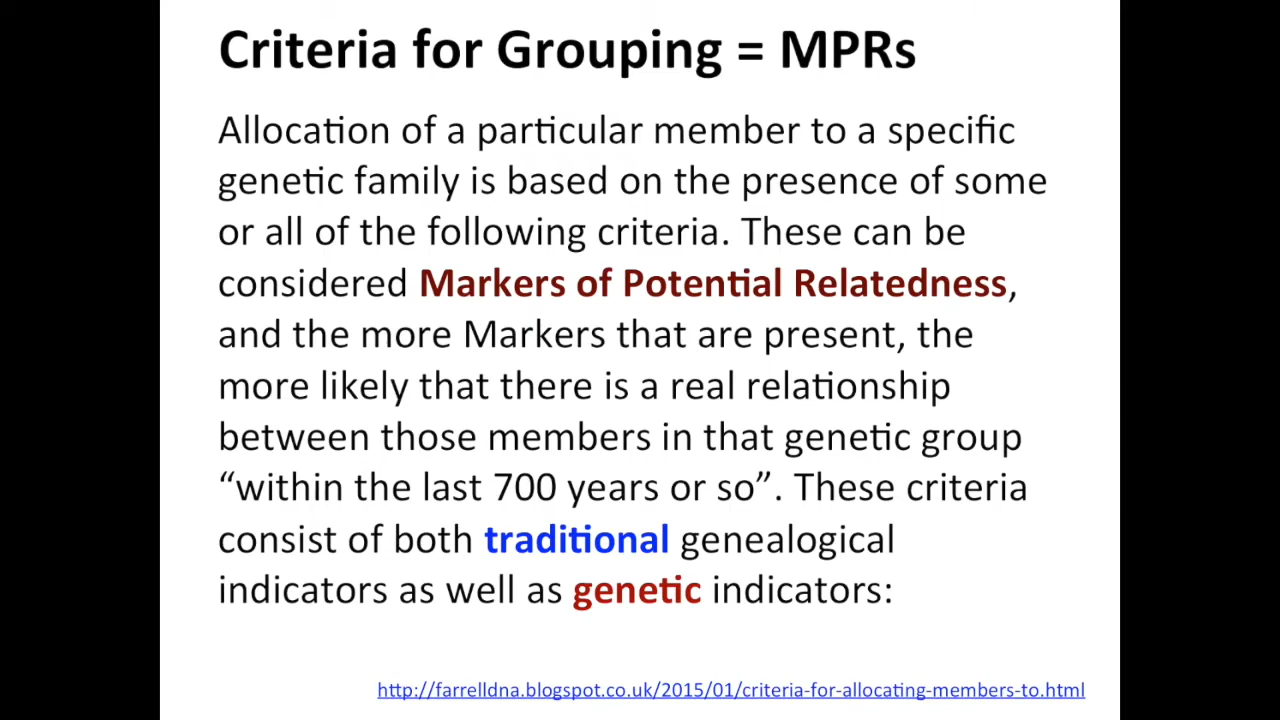 Criteria for Grouping = MPRs
Allocation of a particular member to a specific
genetic family is based on the presence of some
or all of the following criteria. These can be
considered Markers of Potential Relatedness,
and the more Markers that are present, the
more likely that there is a real relationship
between those members in that genetic group
“within the last 700 years or so”. These criteria
consist of both traditional genealogical
indicators as well as genetic indicators:
http://farrelldna.blogspot.co.uk/2015/01/criteria-for-allocating-members-to.html